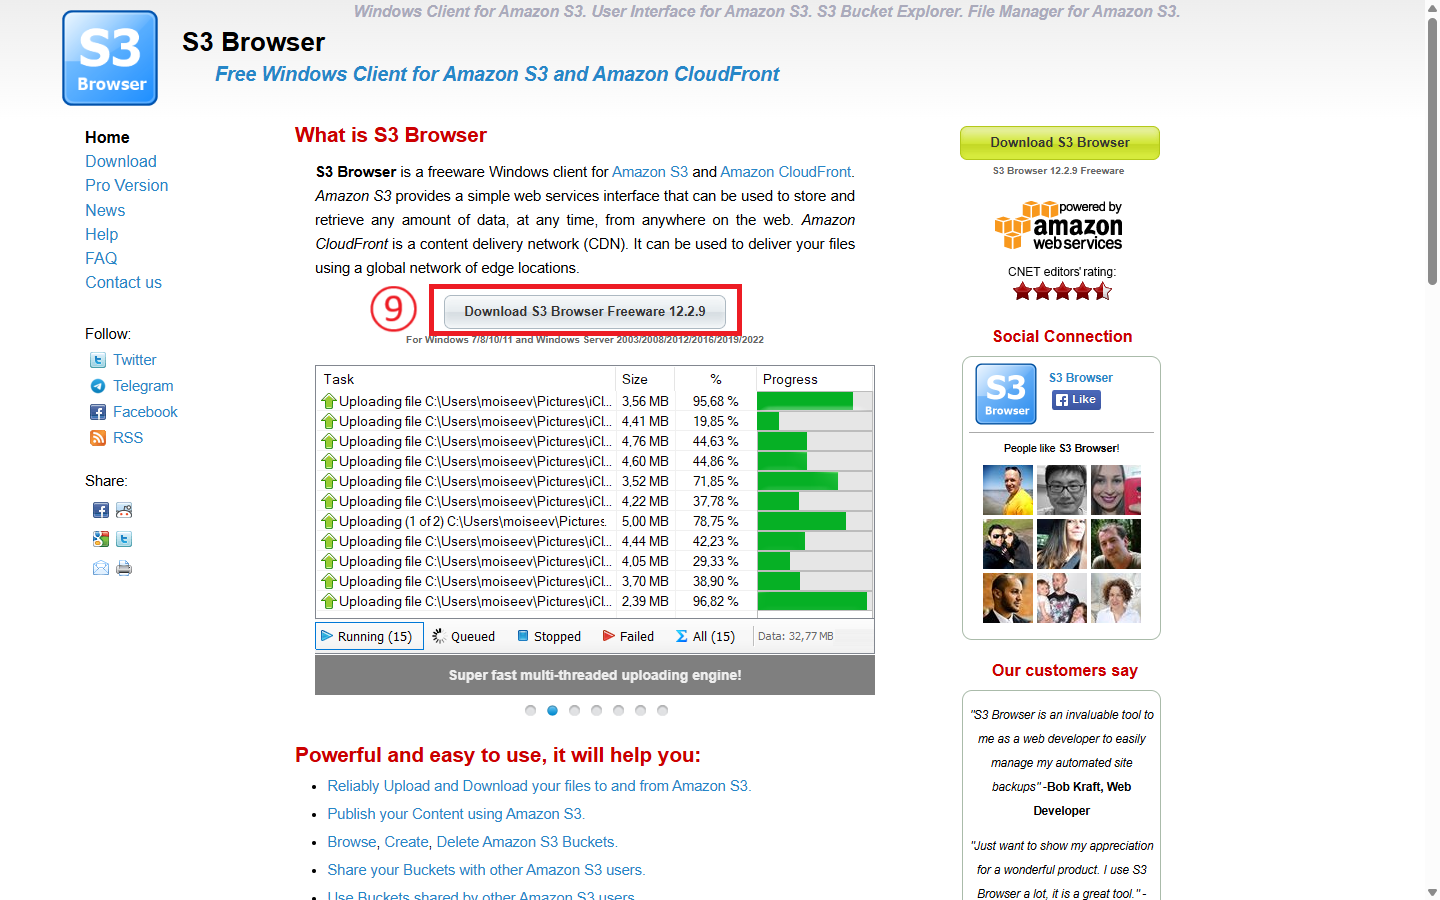 Windows Client for Amazon S3. User Interface for Amazon S3. S3 Bucket Explorer. File Manager for Amazon S3.
S3
Browser
S3 Browser
Free Windows Client for Amazon S3 and Amazon CloudFront
Home
Download
Pro Version
News
Help
FAQ
Contact us
Follow:
Twitter
Telegram
Facebook
RSS
Share:
What is S3 Browser
S3 Browser is a freeware Windows client for Amazon S3 and Amazon CloudFront.
Amazon S3 provides a simple web services interface that can be used to store and
retrieve any amount of data, at any time, from anywhere on the web. Amazon
CloudFront is a content delivery network (CDN). It can be used to deliver your files
using a global network of edge locations.
9
Download S3 Browser Freeware 12.2.9
For Windows 7/8/10/11 and Windows Server 2003/2008/2012/2016/2019/2022
Task Size % Progress
Uploading file C:\Users\moiseev\Pictures\iCl... 3,56 MB 95,68 %
Uploading file C:\Users\moiseev\Pictures\iCl... 4,41 MB 19,85 %
Uploading file C:\Users\moiseev\Pictures\iCl... 4,76 MB 44,63 %
Uploading file C:\Users\moiseev\Pictures\iCl... 4,60 MB 44,86 %
Uploading file C:\Users\moiseev\Pictures\iCl... 3,52 MB 71,85 %
Uploading file C:\Users\moiseev\Pictures\iCl... 4,22 MB 37,78 %
Uploading (1 of 2) C:\Users\moiseev\Pictures. 5,00 MB 78,75 %
Uploading file C:\Users\moiseev\Pictures\iCl... 4,44 MB 42,23 %
Uploading file C:\Users\moiseev\Pictures\iCl... 4,05 MB 29,33 %
Uploading file C:\Users\moiseev\Pictures\iCl... 3,70 MB 38,90 %
Uploading file C:\Users\moiseev\Pictures\iCl... 2,39 MB 96,82 %
Running (15) Queued Stopped Failed All (15) Data: 32,77 MB
Super fast multi-threaded uploading engine!
Powerful and easy to use, it will help you:
Reliably Upload and Download your files to and from Amazon S3.
Publish your Content using Amazon S3.
Browse, Create, Delete Amazon S3 Buckets.
Share your Buckets with other Amazon S3 users.
Use Buckets shared by other Amazon S3 users.
Download S3 Browser
S3 Browser 12.2.9 Freeware
powered by
amazon
web services
CNET editors' rating:
Social Connection
S3
Browser
S3 Browser
Like
People like S3 Browser!
Our customers say
"S3 Browser is an invaluable tool to
me as a web developer to easily
manage my automated site
backups" -Bob Kraft, Web
Developer
"Just want to show my appreciation
for a wonderful product. I use S3
Browser a lot, it is a great tool." -